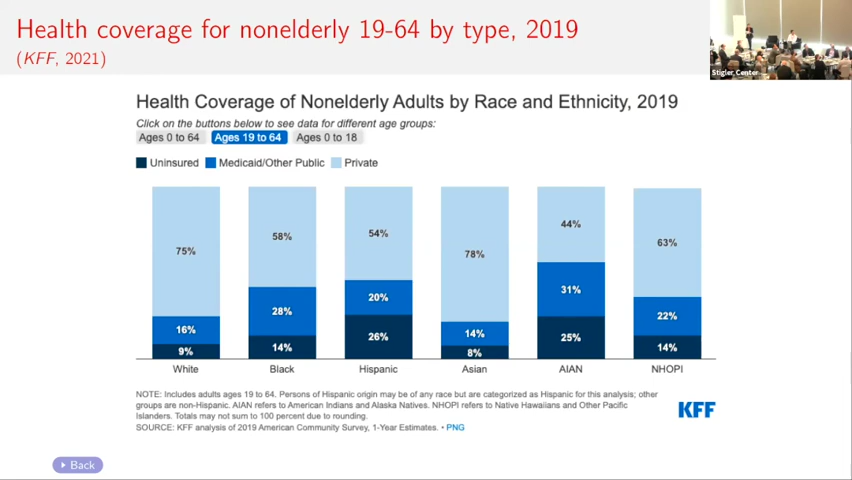 Health coverage for nonelderly 19-64 by type, 2019
(KFF, 2021)
Stigler Center
Health Coverage of Nonelderly Adults by Race and Ethnicity, 2019
Click on the buttons below to see data for different age groups:
Ages 0 to 64 Ages 19 to 64 Ages 0 to 18
Uninsured Medicaid/Other Public Private
75% 58% 54% 78% 44% 63%
16% 28% 20% 14% 31% 22%
9% 14% 26% 8% 25% 14%
White Black Hispanic Asian AIAN NHOPI
NOTE: Includes adults ages 19 to 64. Persons of Hispanic origin may be of any race but are categorized as Hispanic for this analysis; other
groups are non-Hispanic. AIAN refers to American Indians and Alaska Natives. NHOPI refers to Native Hawaiians and Other Pacific
Islanders. Totals may not sum to 100 percent due to rounding.
SOURCE: KFF analysis of 2019 American Community Survey, 1-Year Estimates. • PNG
KFF
Back